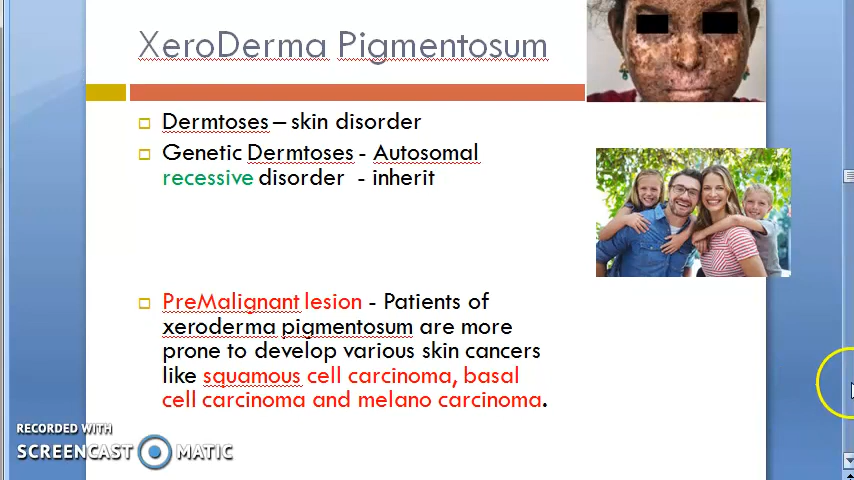 XeroDerma Pigmentosum
Dermtoses – skin disorder
Genetic Dermtoses - Autosomal
recessive disorder - inherit
PreMalignant lesion - Patients of
xeroderma pigmentosum are more
prone to develop various skin cancers
like squamous cell carcinoma, basal
cell carcinoma and melano carcinoma.
RECORDED WITH
SCREENCAST MATIC